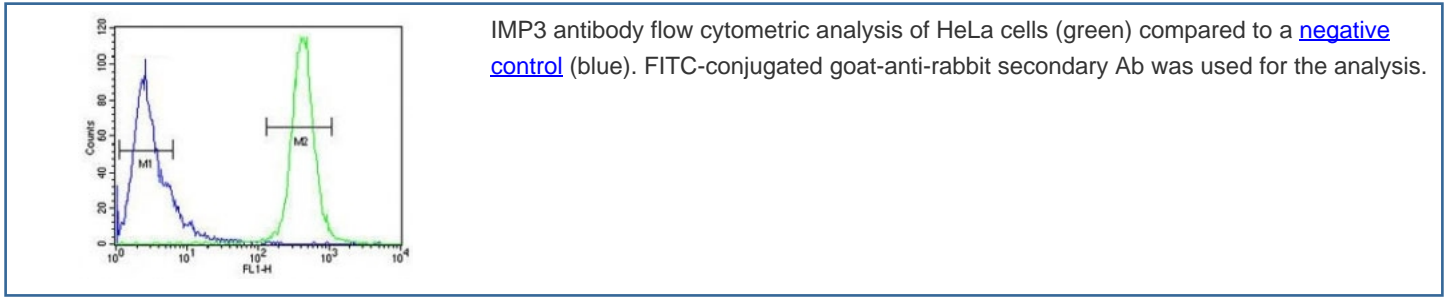 IMP3 antibody flow cytometric analysis of HeLa cells (green) compared to a negative
control (blue). FITC-conjugated goat-anti-rabbit secondary Ab was used for the analysis.
120
100
80
60
40
20
0
Counts
M1
M2
10^0 10^1 10^2 10^3 10^4
FL1-H